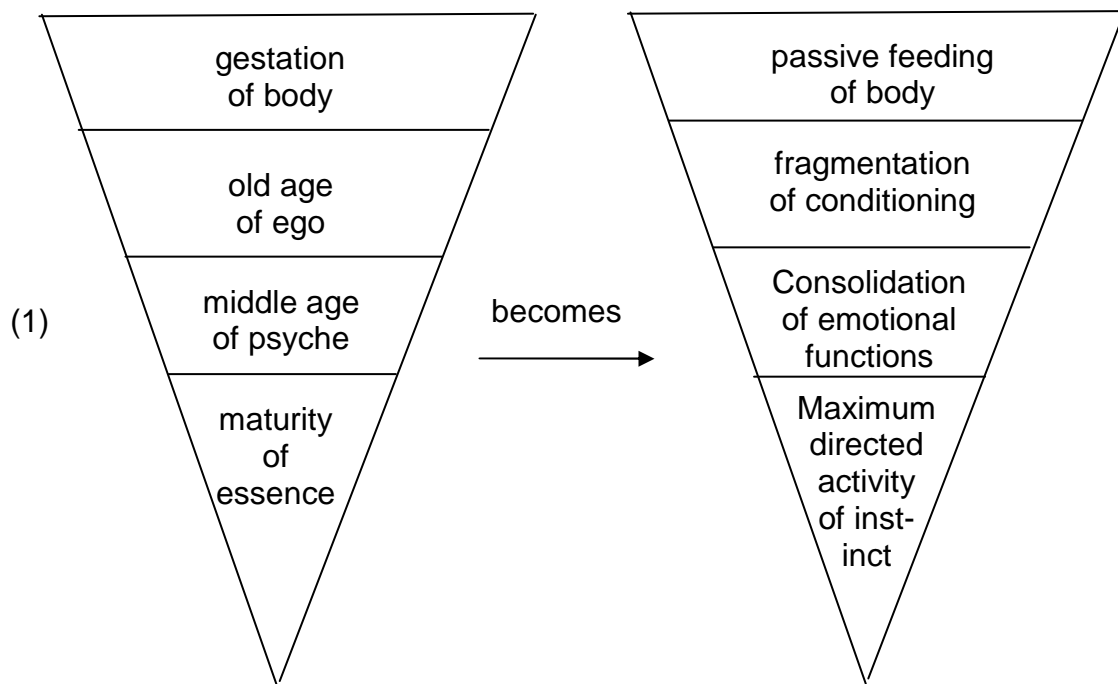 gestation
of body
old age
of ego
middle age
of psyche
maturity
of
essence
(1)
becomes
passive feeding
of body
fragmentation
of conditioning
Consolidation
of emotional
functions
Maximum
directed
activity
of inst-
inct